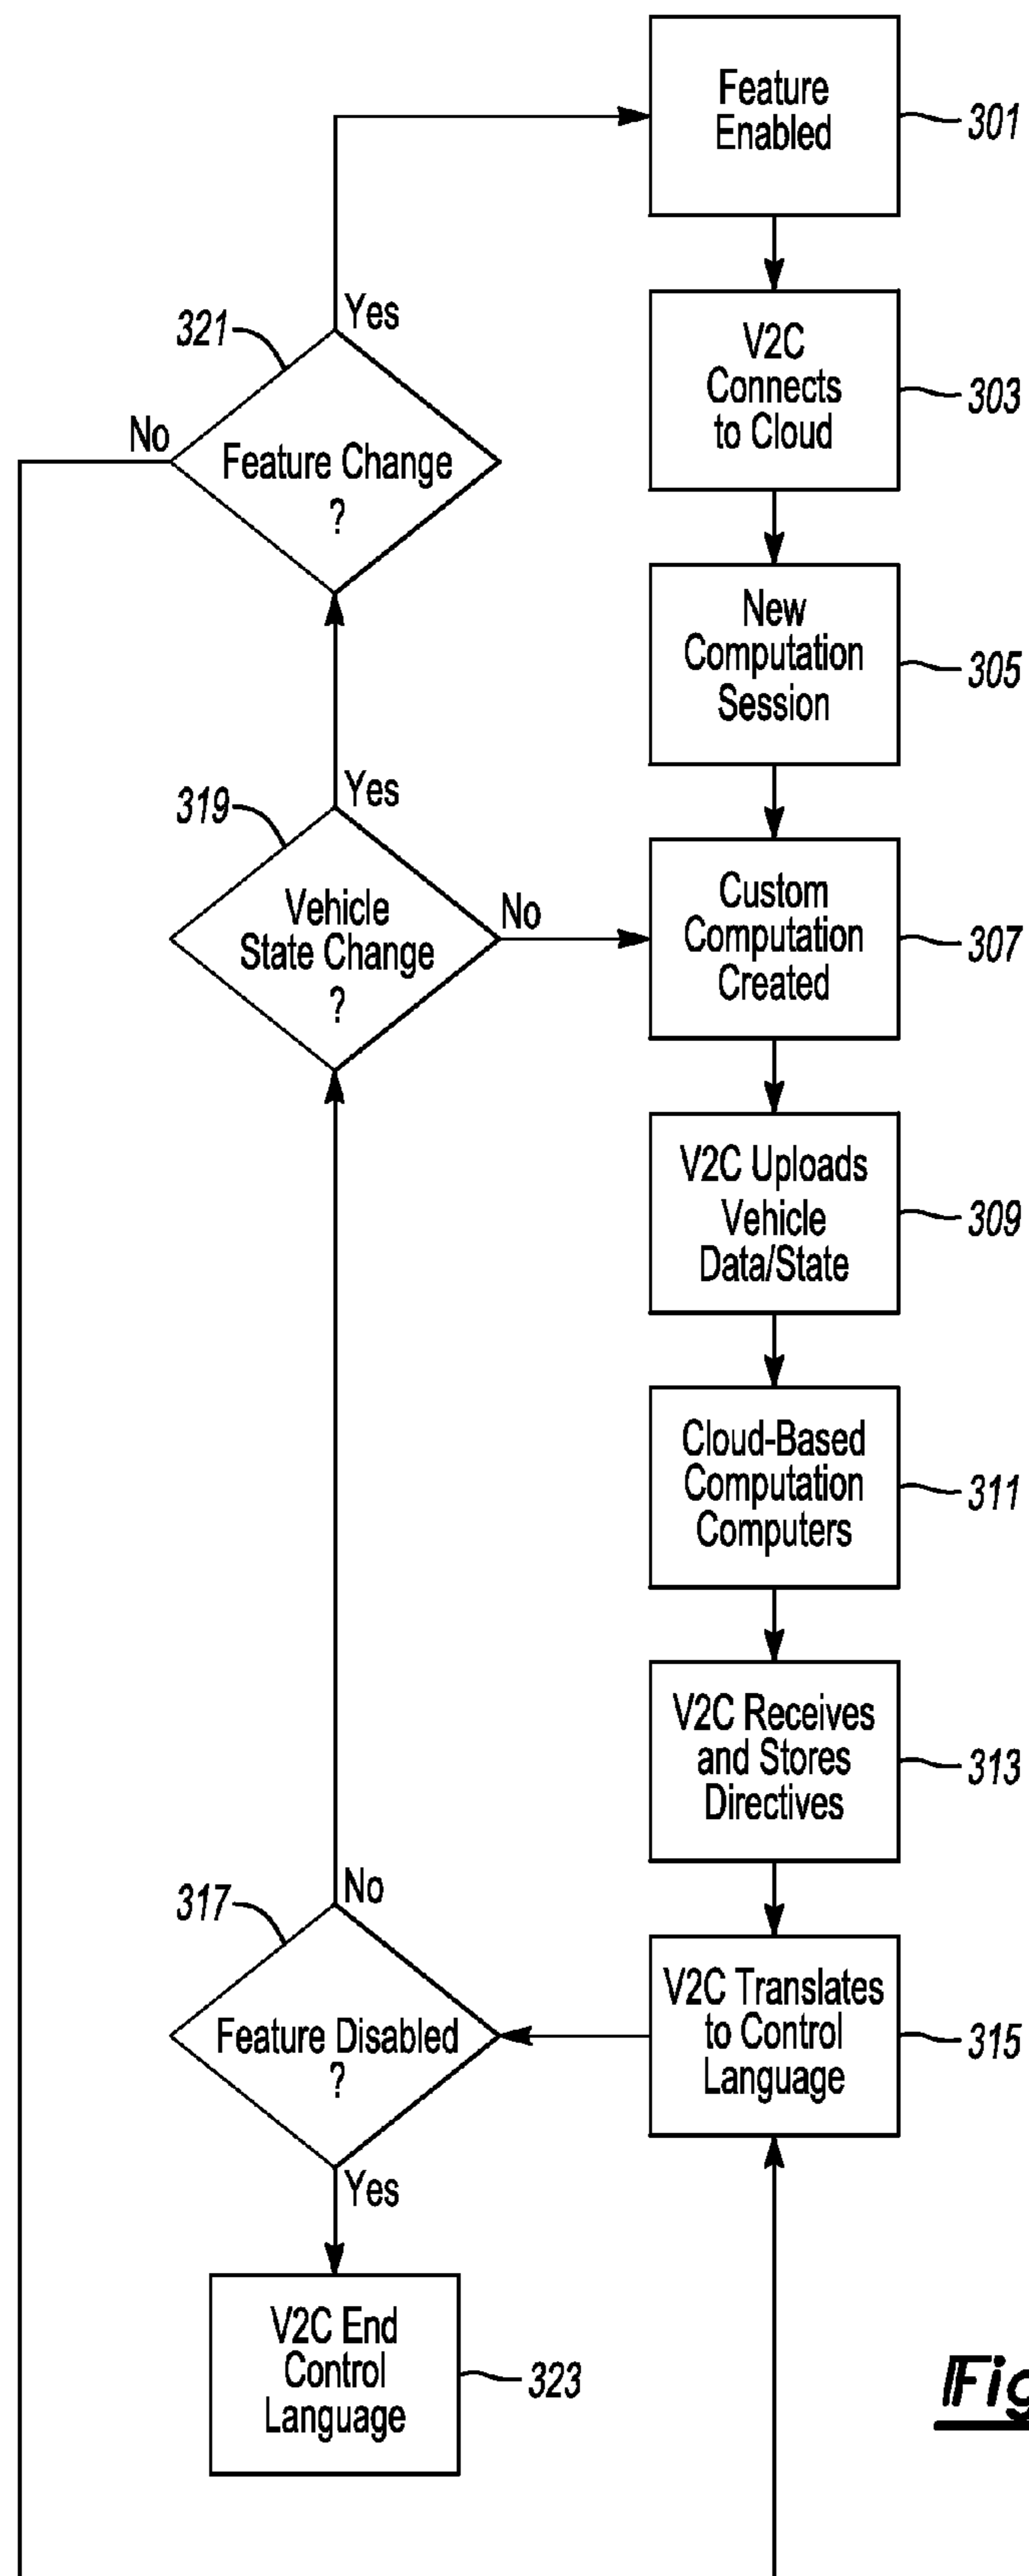 Feature
Enabled
301
Yes
321
V2C
Connects
to Cloud
303
No
Feature Change
?
New
Computation
Session
305
Yes
319
Vehicle
State Change
?
No
Custom
Computation
Created
307
V2C Uploads
Vehicle
Data/State
309
Cloud-Based
Computation
Computers
311
V2C Receives
and Stores
Directives
313
No
317
Feature Disabled
?
V2C Translates
to Control
Language
315
Yes
V2C End
Control
Language
323
Fig